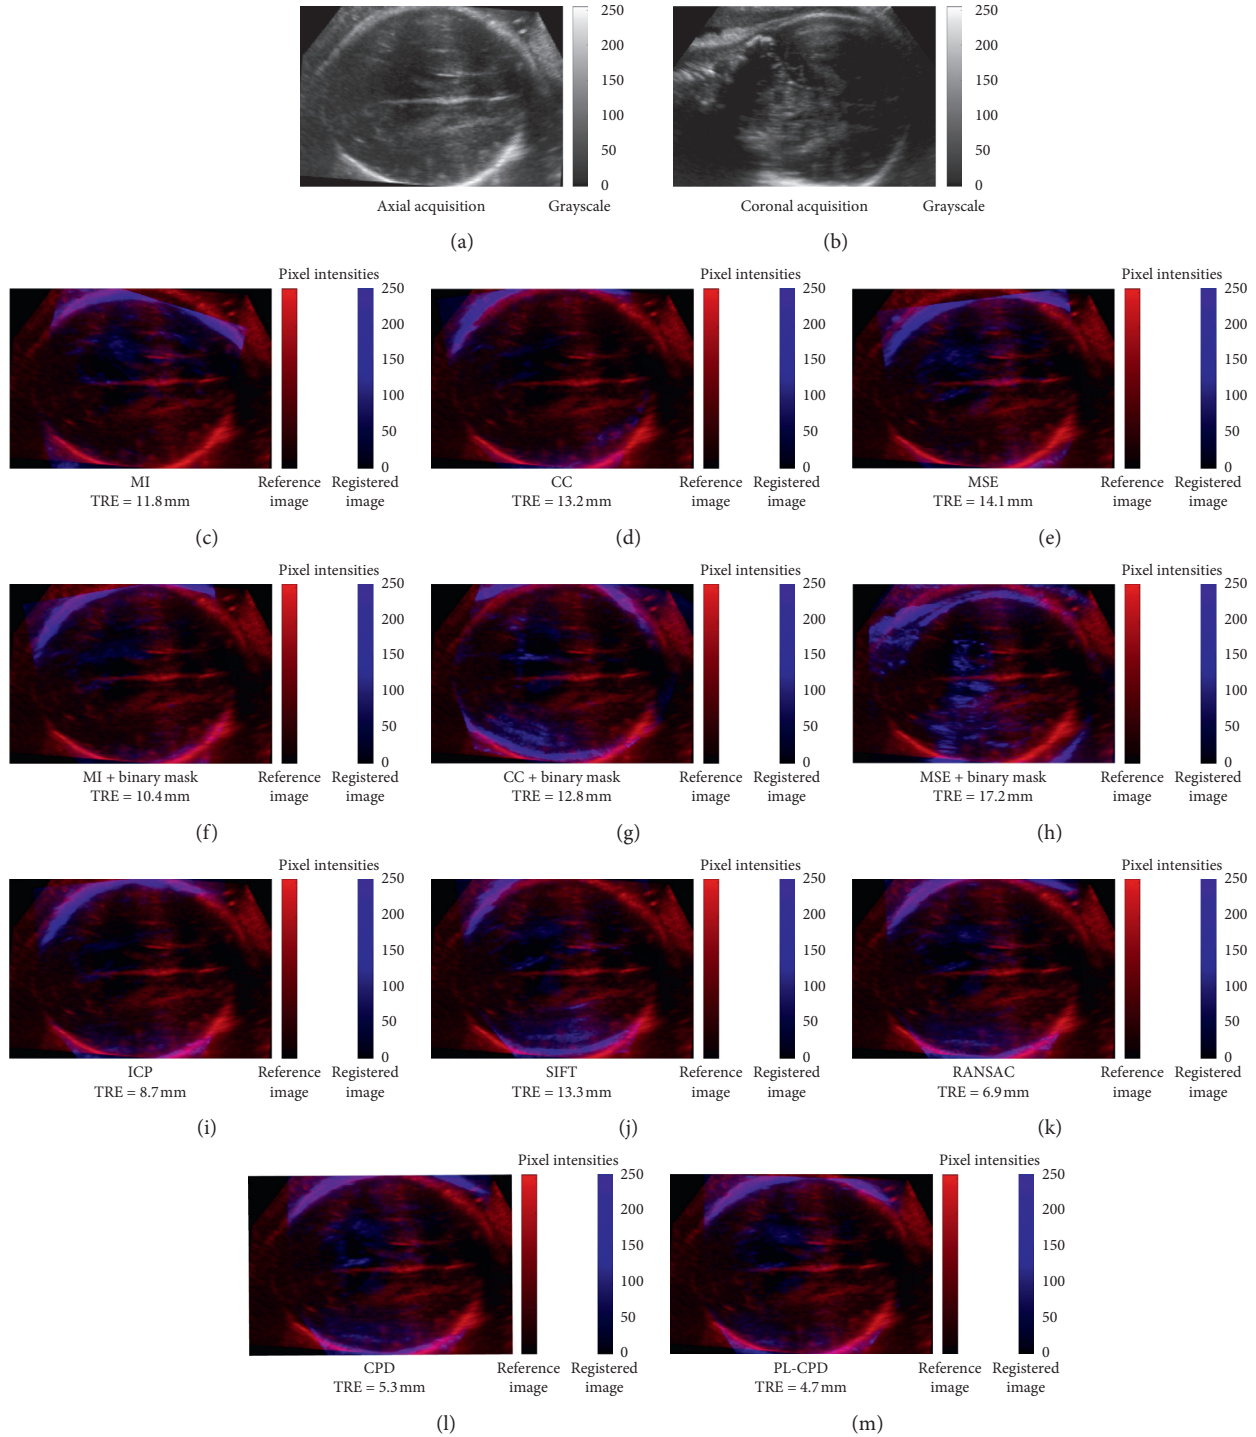 250
200
150
100
50
0
Axial acquisition
Grayscale
(a)
250
200
150
100
50
0
Coronal acquisition
Grayscale
(b)
Pixel intensities
250
200
150
100
50
0
MI
TRE = 11.8 mm
Reference
image
Registered
image
(c)
Pixel intensities
250
200
150
100
50
0
CC
TRE = 13.2 mm
Reference
image
Registered
image
(d)
Pixel intensities
250
200
150
100
50
0
MSE
TRE = 14.1 mm
Reference
image
Registered
image
(e)
Pixel intensities
250
200
150
100
50
0
MI + binary mask
TRE = 10.4 mm
Reference
image
Registered
image
(f)
Pixel intensities
250
200
150
100
50
0
CC + binary mask
TRE = 12.8 mm
Reference
image
Registered
image
(g)
Pixel intensities
250
200
150
100
50
0
MSE + binary mask
TRE = 17.2 mm
Reference
image
Registered
image
(h)
Pixel intensities
250
200
150
100
50
0
ICP
TRE = 8.7 mm
Reference
image
Registered
image
(i)
Pixel intensities
250
200
150
100
50
0
SIFT
TRE = 13.3 mm
Reference
image
Registered
image
(j)
Pixel intensities
250
200
150
100
50
0
RANSAC
TRE = 6.9 mm
Reference
image
Registered
image
(k)
Pixel intensities
250
200
150
100
50
0
CPD
TRE = 5.3 mm
Reference
image
Registered
image
(l)
Pixel intensities
250
200
150
100
50
0
PL-CPD
TRE = 4.7 mm
Reference
image
Registered
image
(m)